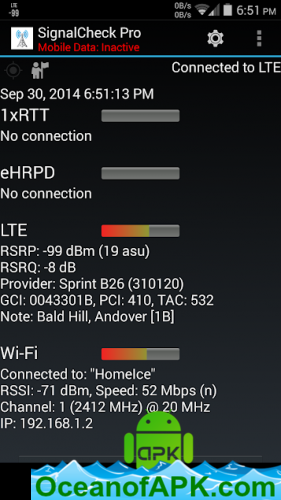 LTE
-99
0B/s
0B/s
6:51 PM
SignalCheck Pro
Mobile Data: Inactive
Connected to LTE
Sep 30, 2014 6:51:13 PM
1xRTT
No connection
eHRPD
No connection
LTE
RSRP: -99 dBm (19 asu)
RSRQ: -8 dB
Provider: Sprint B26 (310120)
GCI: 0043301B, PCI: 410, TAC: 532
Note: Bald Hill, Andover [1B]
Wi-Fi
Connected to: "HomeIce"
RSSI: -71 dBm, Speed: 52 Mbps (n)
Channel: 1 (2412 MHz) @ 20 MHz
IP: 192.168.1.2
APK
OceanofAPK.com